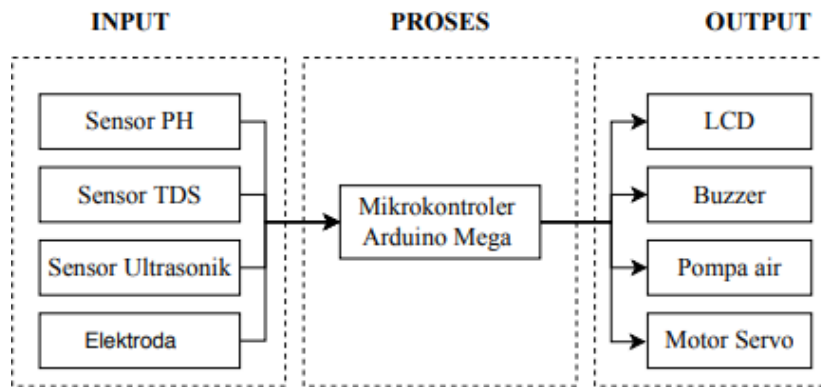 INPUT
PROSES
OUTPUT
Sensor PH
Sensor TDS
Sensor Ultrasonik
Elektroda
Mikrokontroler
Arduino Mega
LCD
Buzzer
Pompa air
Motor Servo